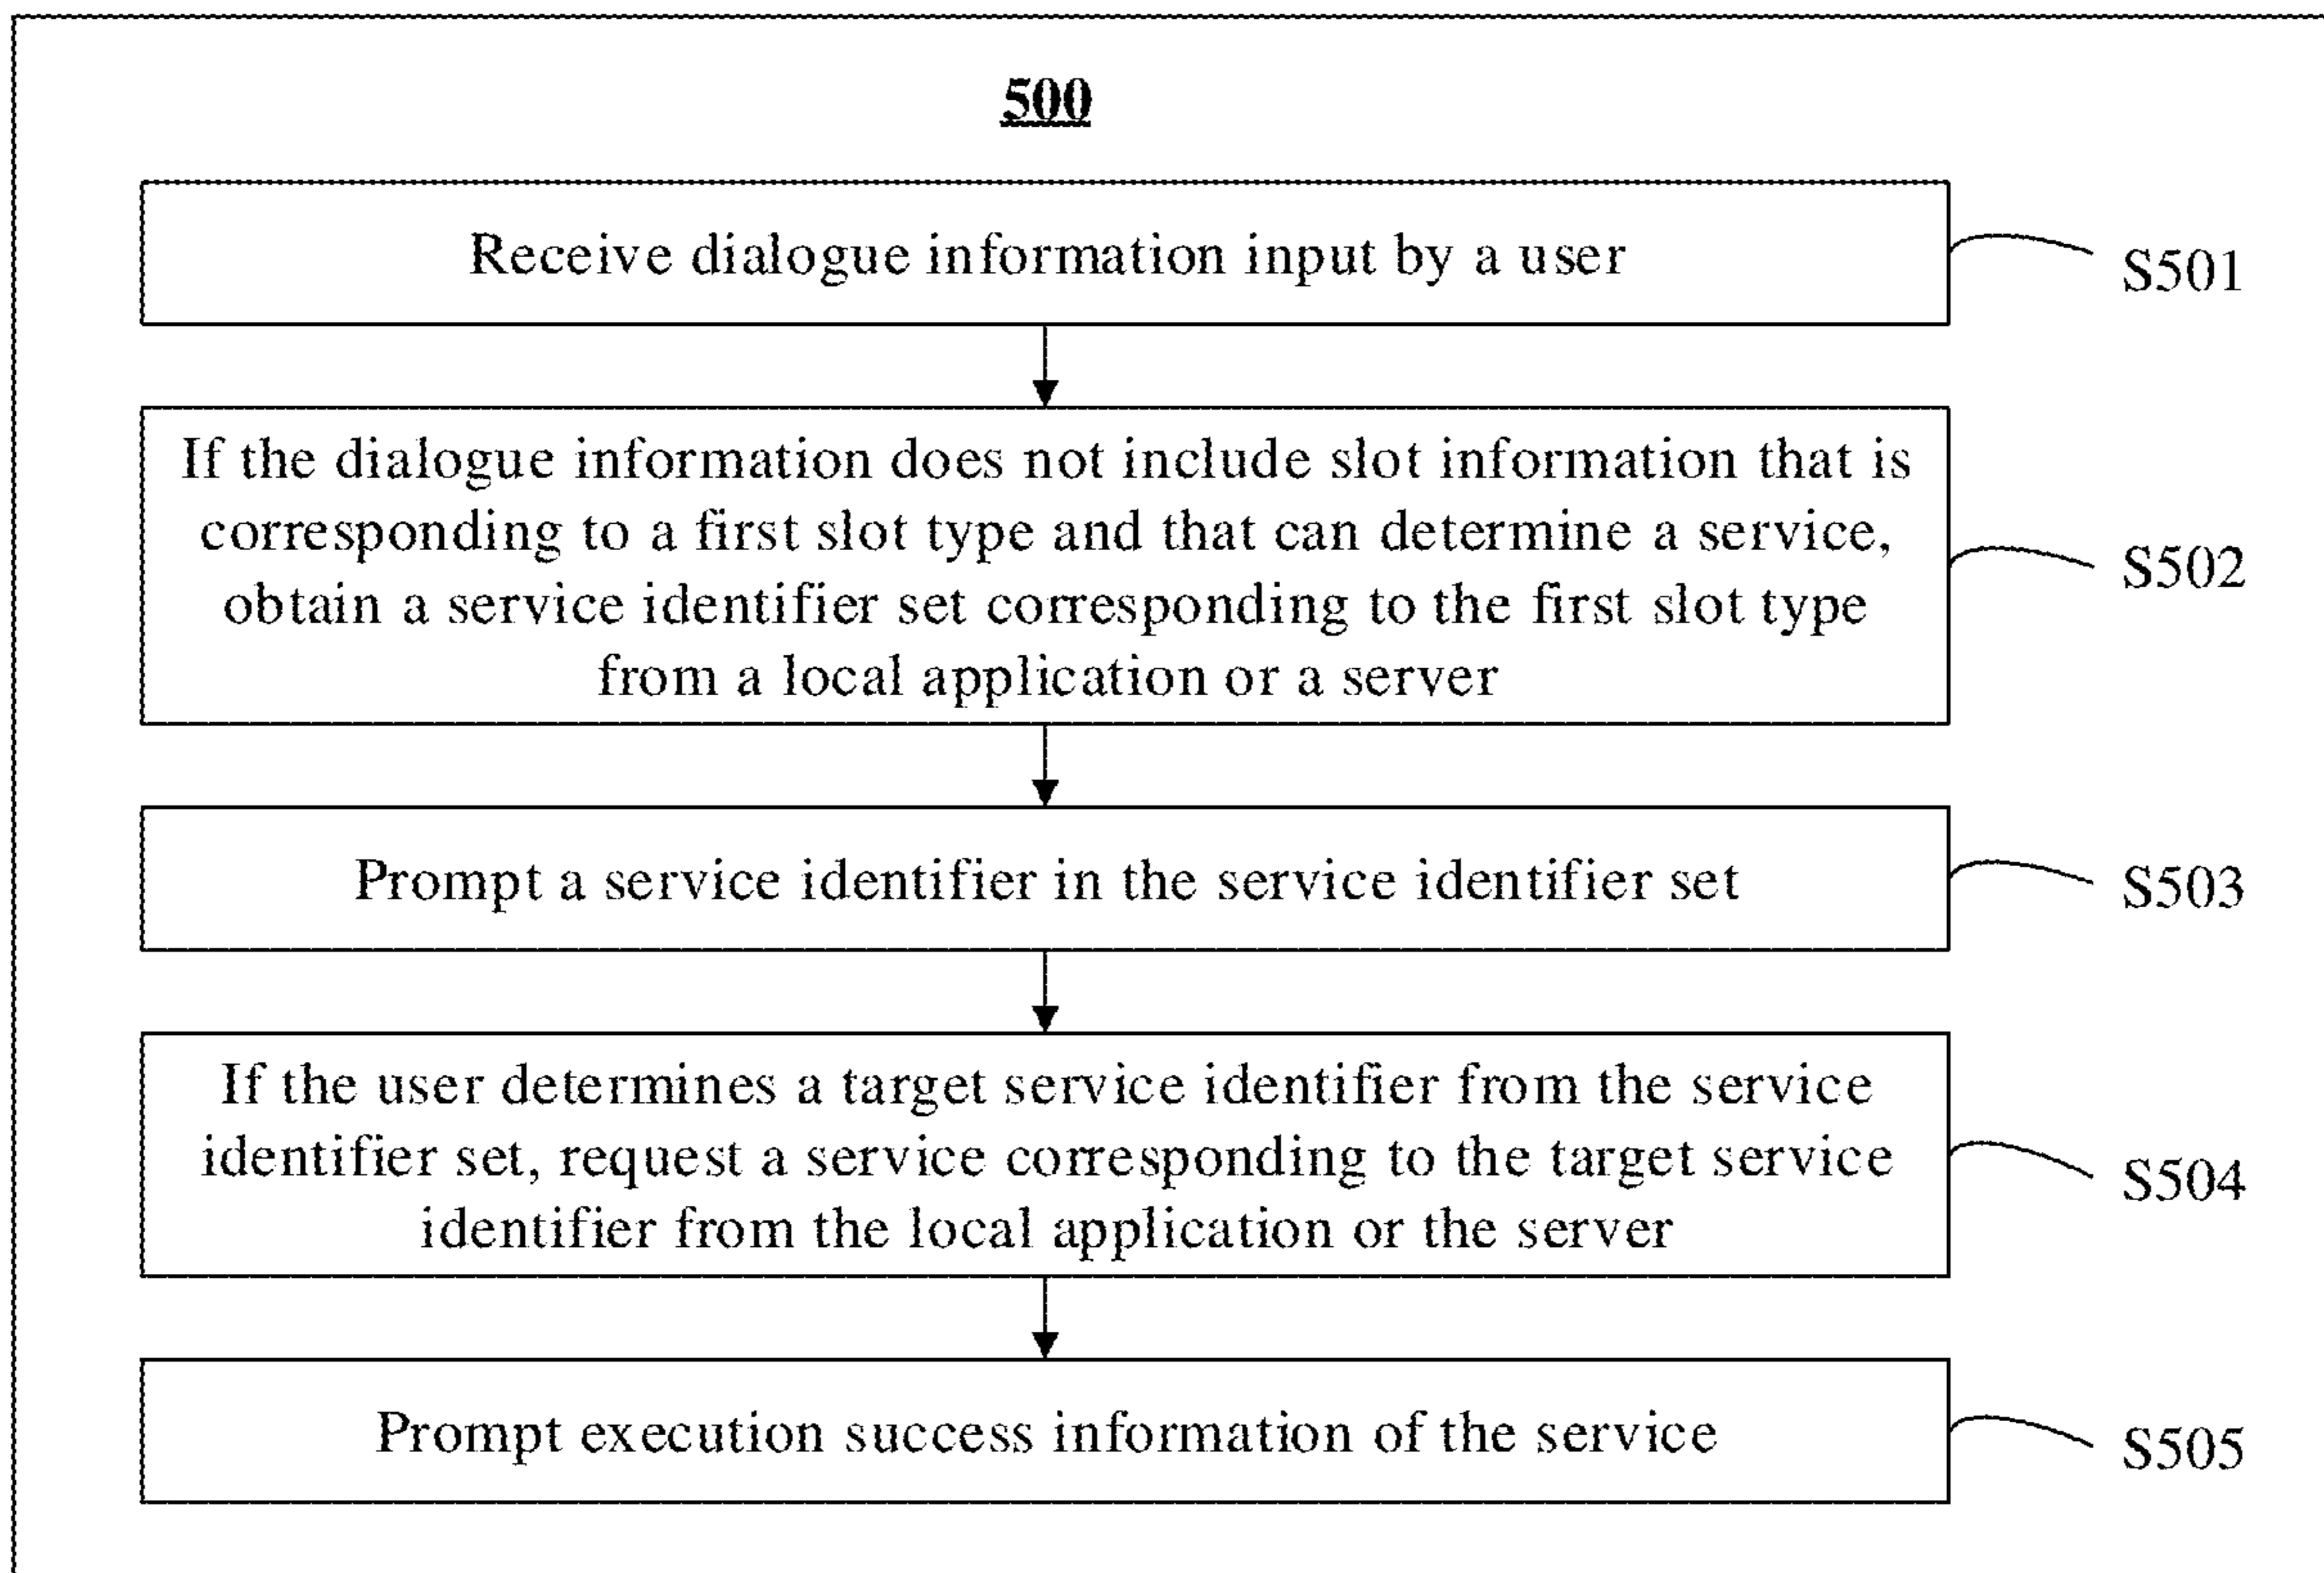 500
Receive dialogue information input by a user
S501
If the dialogue information does not include slot information that is
corresponding to a first slot type and that can determine a service,
obtain a service identifier set corresponding to the first slot type
from a local application or a server
S502
Prompt a service identifier in the service identifier set
S503
If the user determines a target service identifier from the service
identifier set, request a service corresponding to the target service
identifier from the local application or the server
S504
Prompt execution success information of the service
S505